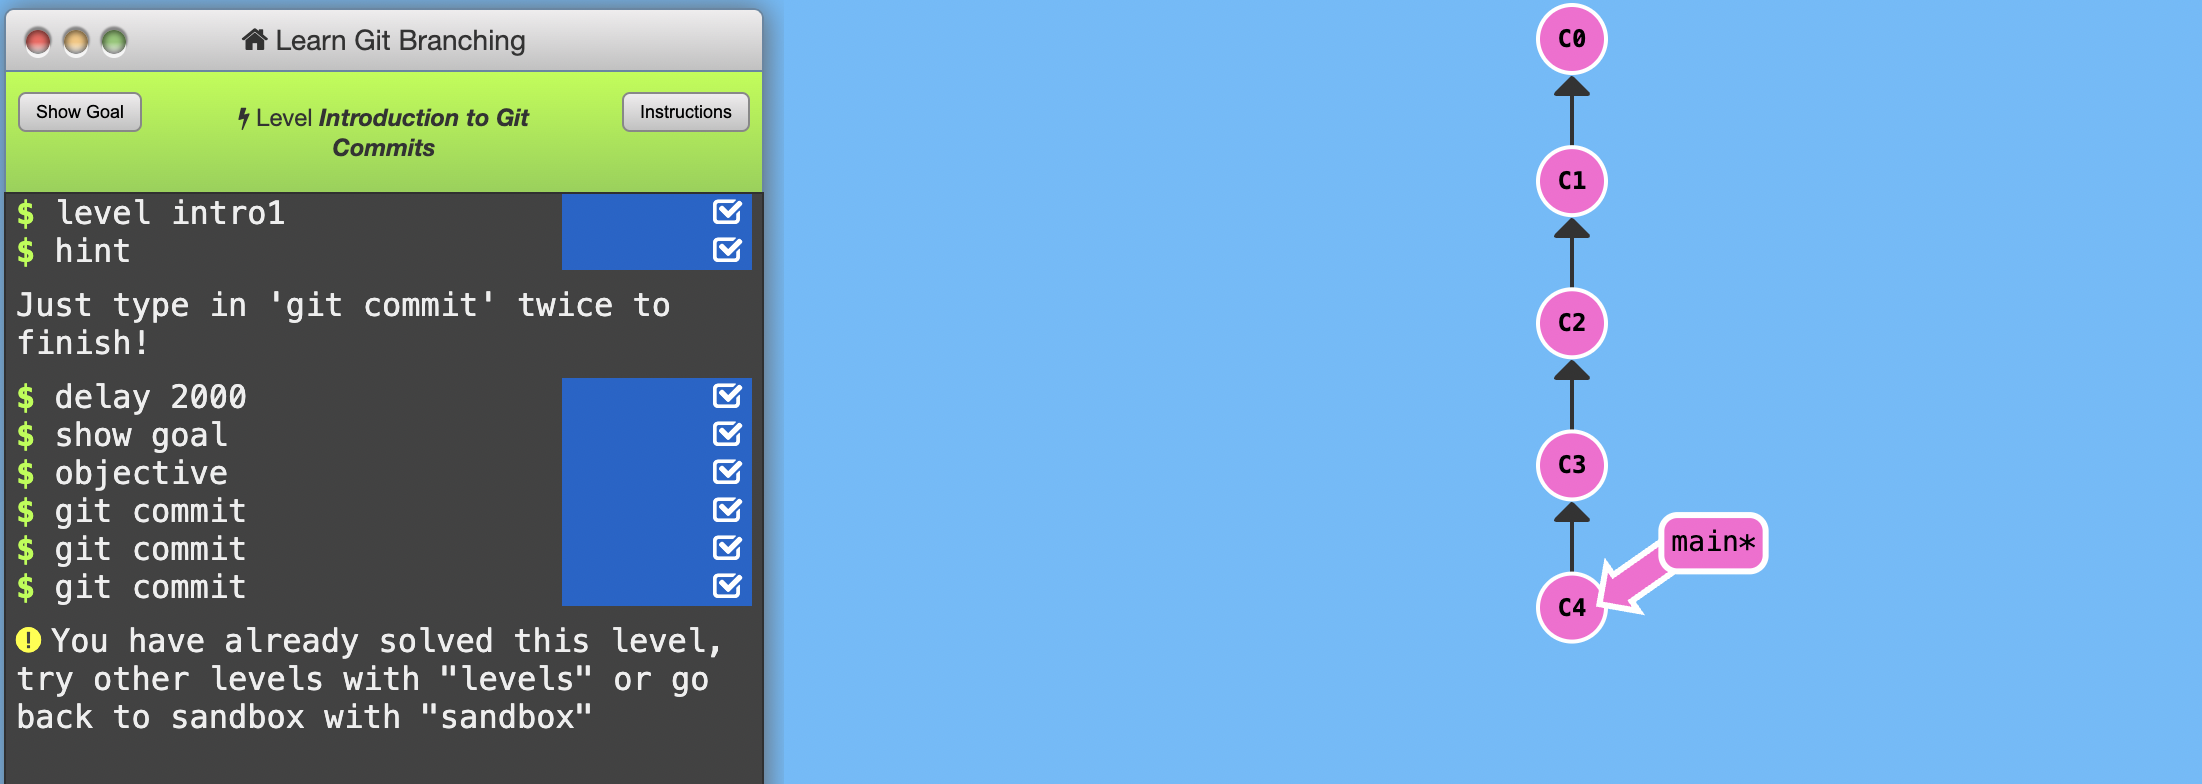 Learn Git Branching
Show Goal
Level Introduction to Git
Commits
Instructions
$ level intro1
$ hint
Just type in 'git commit' twice to
finish!
$ delay 2000
$ show goal
$ objective
$ git commit
$ git commit
$ git commit
You have already solved this level,
try other levels with "levels" or go
back to sandbox with "sandbox"
C0
C1
C2
C3
main*
C4